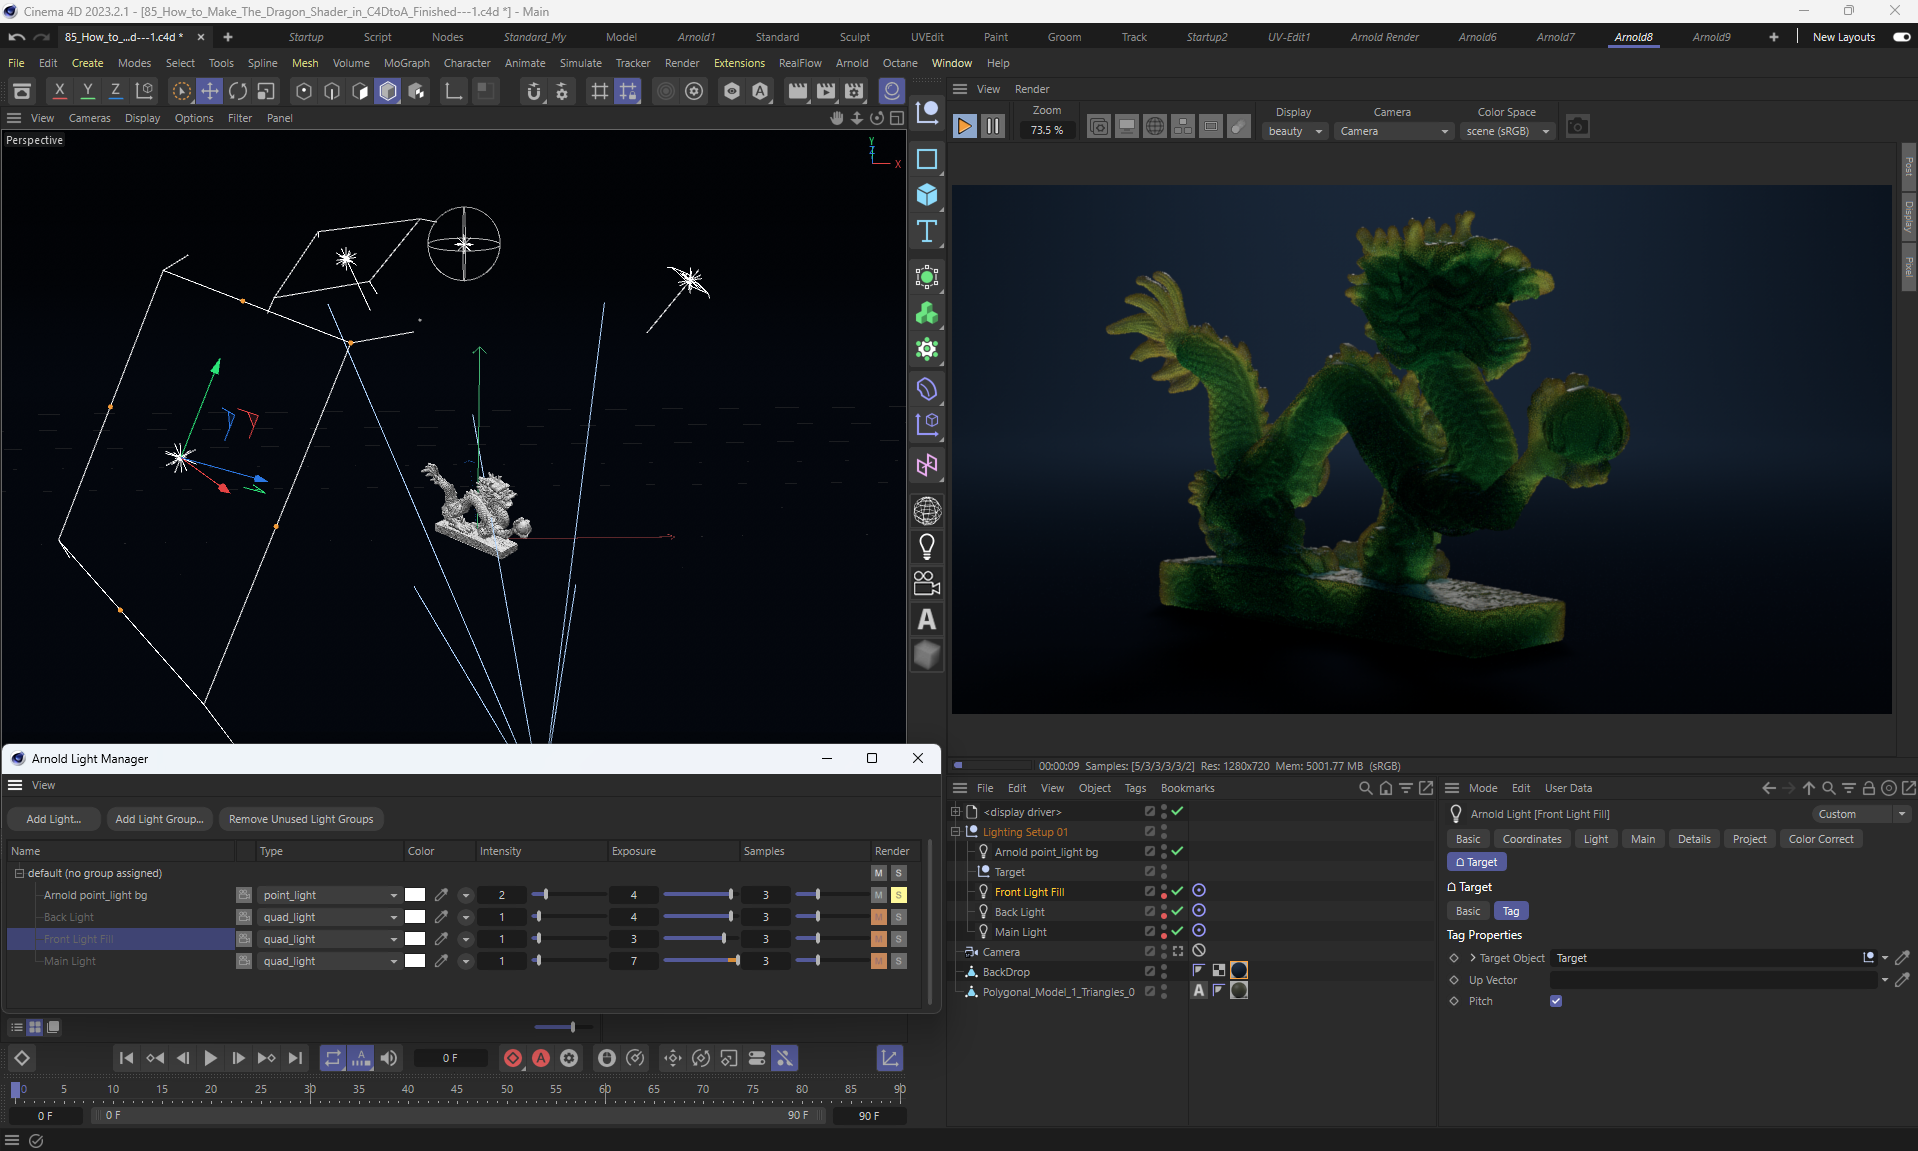 Cinema 4D 2023.2.1 - [85_How_to_Make_The_Dragon_Shader_in_C4DtoA_Finished---1.c4d *] - Main
85_How_to_...d---1.c4d * × + Startup Script Nodes Standard_My Model Arnold1 Standard Sculpt UVEdit Paint Groom Track Startup2 UV-Edit1 Arnold Render Arnold6 Arnold7 Arnold8 Arnold9 + New Layouts
File Edit Create Modes Select Tools Spline Mesh Volume MoGraph Character Animate Simulate Tracker Render Extensions RealFlow Arnold Octane Window Help
X Y Z
View Render
View Cameras Display Options Filter Panel
Zoom Display Camera Color Space
73.5 % beauty Camera scene (sRGB)
Perspective
Y
Z
X
Post
Display
Pixel
T
A
00:00:09 Samples: [5/3/3/3/3/2] Res: 1280x720 Mem: 5001.77 MB (sRGB)
Arnold Light Manager
View
Add Light... Add Light Group... Remove Unused Light Groups
Name Type Color Intensity Exposure Samples Render
default (no group assigned) M S
Arnold point_light bg point_light 2 4 3 M S
Back Light quad_light 1 4 3 M S
Front Light Fill quad_light 1 3 3 M S
Main Light quad_light 1 7 3 M S
File Edit View Object Tags Bookmarks
<display driver>
Lighting Setup 01
Arnold point_light bg
Target
Front Light Fill
Back Light
Main Light
Camera
BackDrop
Polygonal_Model_1_Triangles_0 A
Mode Edit User Data
Arnold Light [Front Light Fill] Custom
Basic Coordinates Light Main Details Project Color Correct
Target
Target
Basic Tag
Tag Properties
Target Object Target
Up Vector
Pitch
0 F
0 5 10 15 20 25 30 35 40 45 50 55 60 65 70 75 80 85 90
0 F 0 F 90 F 90 F